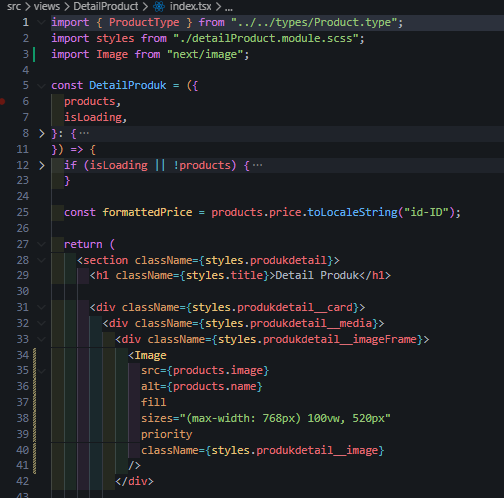 src > views > DetailProduct > index.tsx > ...
1 import { ProductType } from "../../types/Product.type";
2 import styles from "./detailProduct.module.scss";
3 import Image from "next/image";
4
5 const DetailProduk = ({
6 products,
7 isLoading,
8 }: { ...
11 }) => {
12 if (isLoading || !products) { ...
23 }
24
25 const formattedPrice = products.price.toLocaleString("id-ID");
26
27 return (
28 <section className={styles.produkdetail}>
29 <h1 className={styles.title}>Detail Produk</h1>
30
31 <div className={styles.produkdetail__card}>
32 <div className={styles.produkdetail__media}>
33 <div className={styles.produkdetail__imageFrame}>
34 <Image
35 src={products.image}
36 alt={products.name}
37 fill
38 sizes="(max-width: 768px) 100vw, 520px"
39 priority
40 className={styles.produkdetail__image}
41 />
42 </div>
43